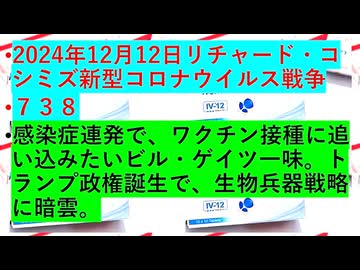 2024年12月12日リチャード・コ
シミズ新型コロナウイルス戦争
７３８
感染症連発で、ワクチン接種に追
い込みたいビル・ゲイツ一味。ト
ランプ政権誕生で、生物兵器戦略
に暗雲。
IV-12
IV-12